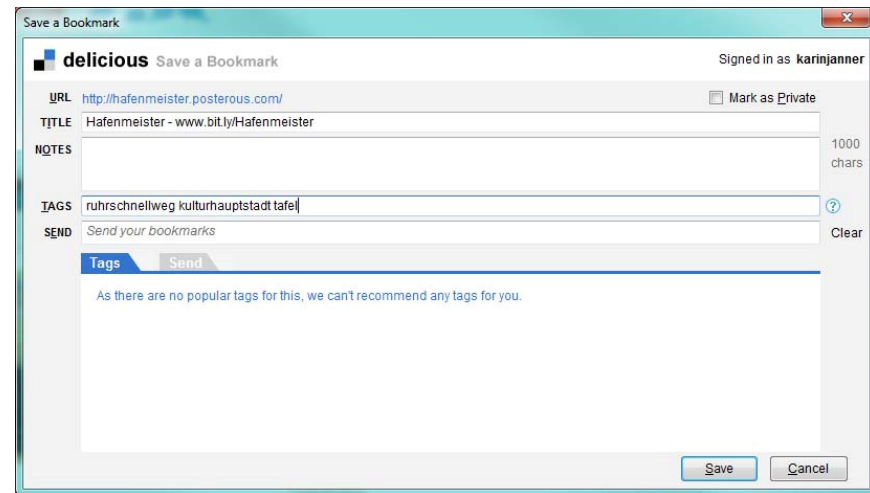 Save a Bookmark
delicious Save a Bookmark Signed in as karinjanner
URL http://hafenmeister.posterous.com/ Mark as Private
TITLE Hafenmeister - www.bit.ly/Hafenmeister
NOTES 1000 chars
TAGS ruhrschnellweg kulturhauptstadt tafel ?
SEND Send your bookmarks Clear
Tags Send
As there are no popular tags for this, we can't recommend any tags for you.
Save Cancel